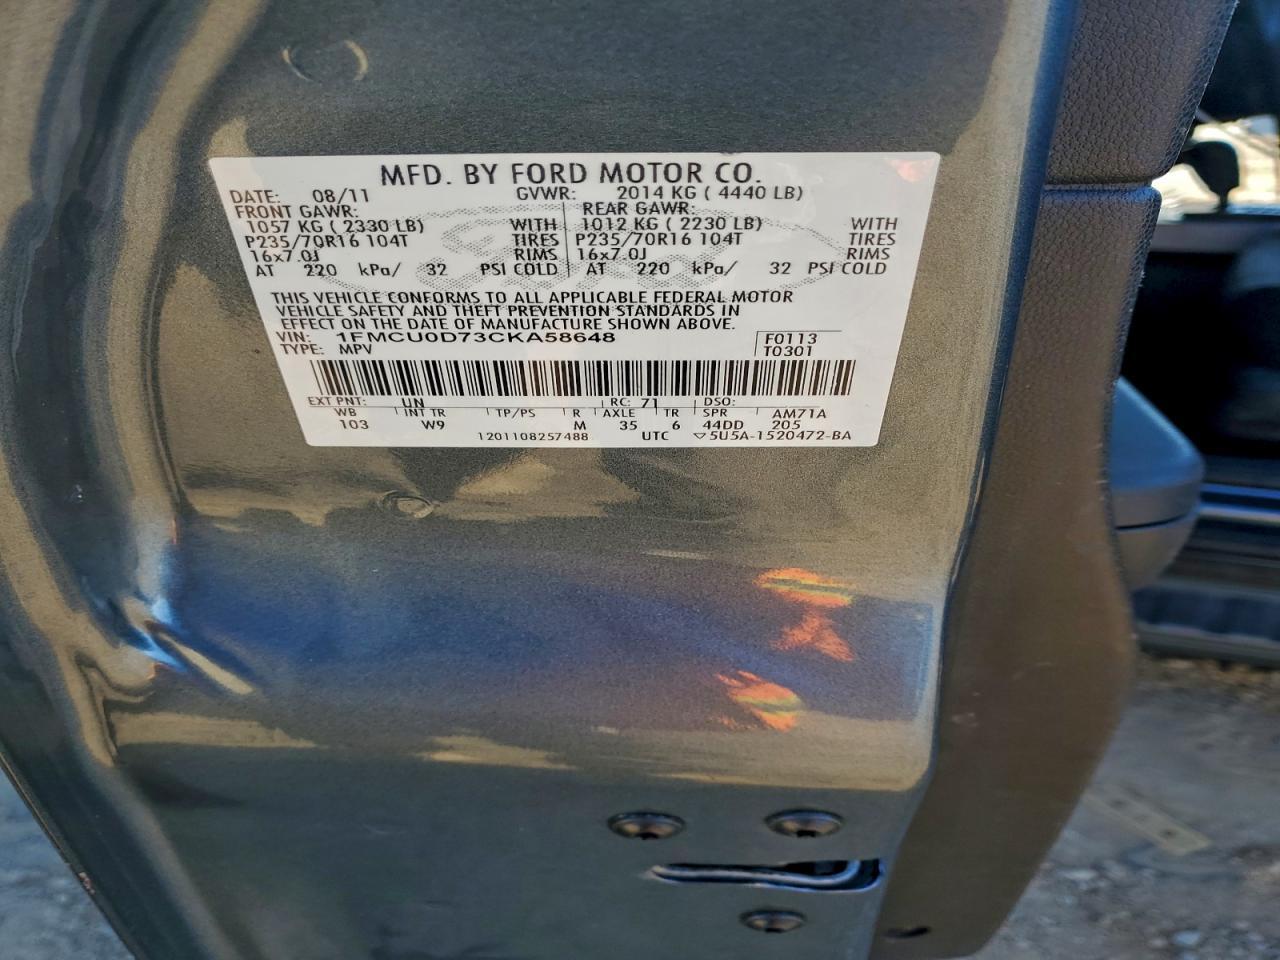 MFD. BY FORD MOTOR CO.
DATE: 08/11 GVWR: 2014 KG ( 4440 LB)
FRONT GAWR: REAR GAWR:
1057 KG ( 2330 LB) WITH 1012 KG ( 2230 LB) WITH
P235/70R16 104T TIRES P235/70R16 104T TIRES
16x7.0J RIMS 16x7.0J RIMS
AT 220 kPa/ 32 PSI COLD AT 220 kPa/ 32 PSI COLD
Ford
THIS VEHICLE CONFORMS TO ALL APPLICABLE FEDERAL MOTOR
VEHICLE SAFETY AND THEFT PREVENTION STANDARDS IN
EFFECT ON THE DATE OF MANUFACTURE SHOWN ABOVE.
VIN: 1FMCU0D73CKA58648 F0113
TYPE: MPV T0301
EXT PNT: UN RC: 71 DSO:
WB INT TR TP/PS R AXLE TR SPR AM71A
103 W9 M 35 6 44DD 205
1201108257488 UTC ▽5U5A-1520472-BA